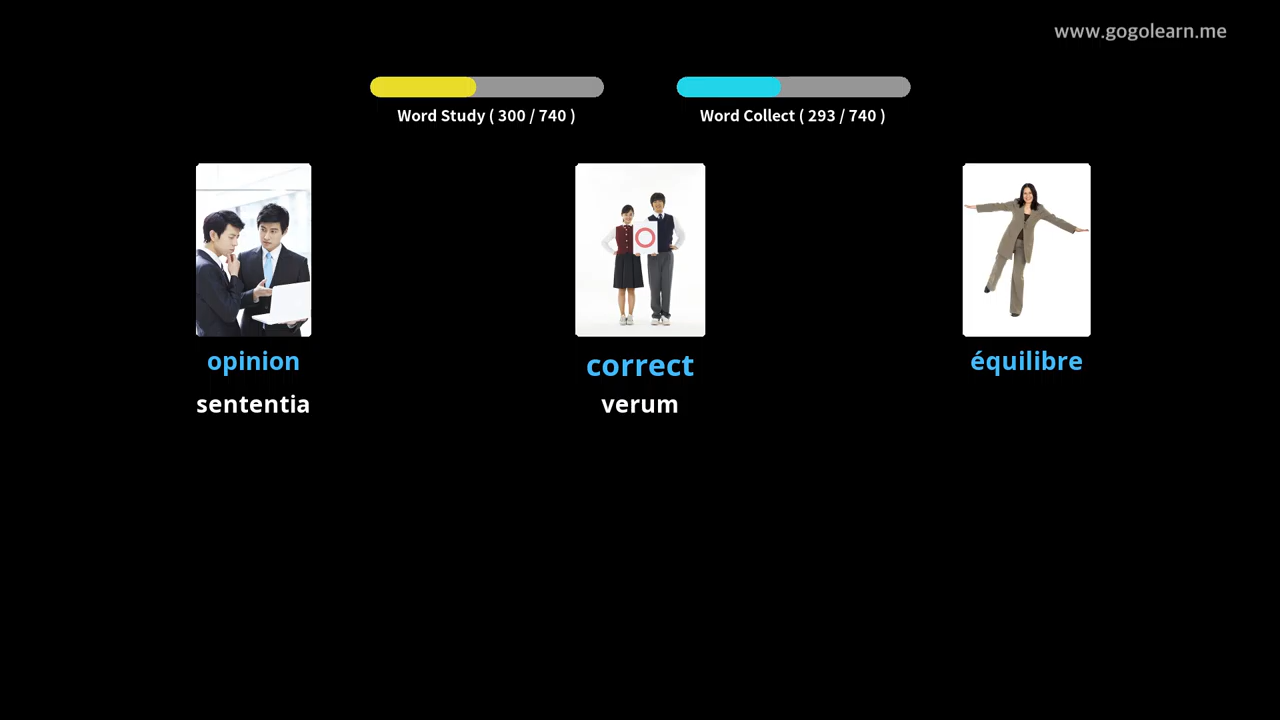 www.gogolearn.me
Word Study ( 300 / 740 )
Word Collect ( 293 / 740 )
opinion
correct
équilibre
sententia
verum